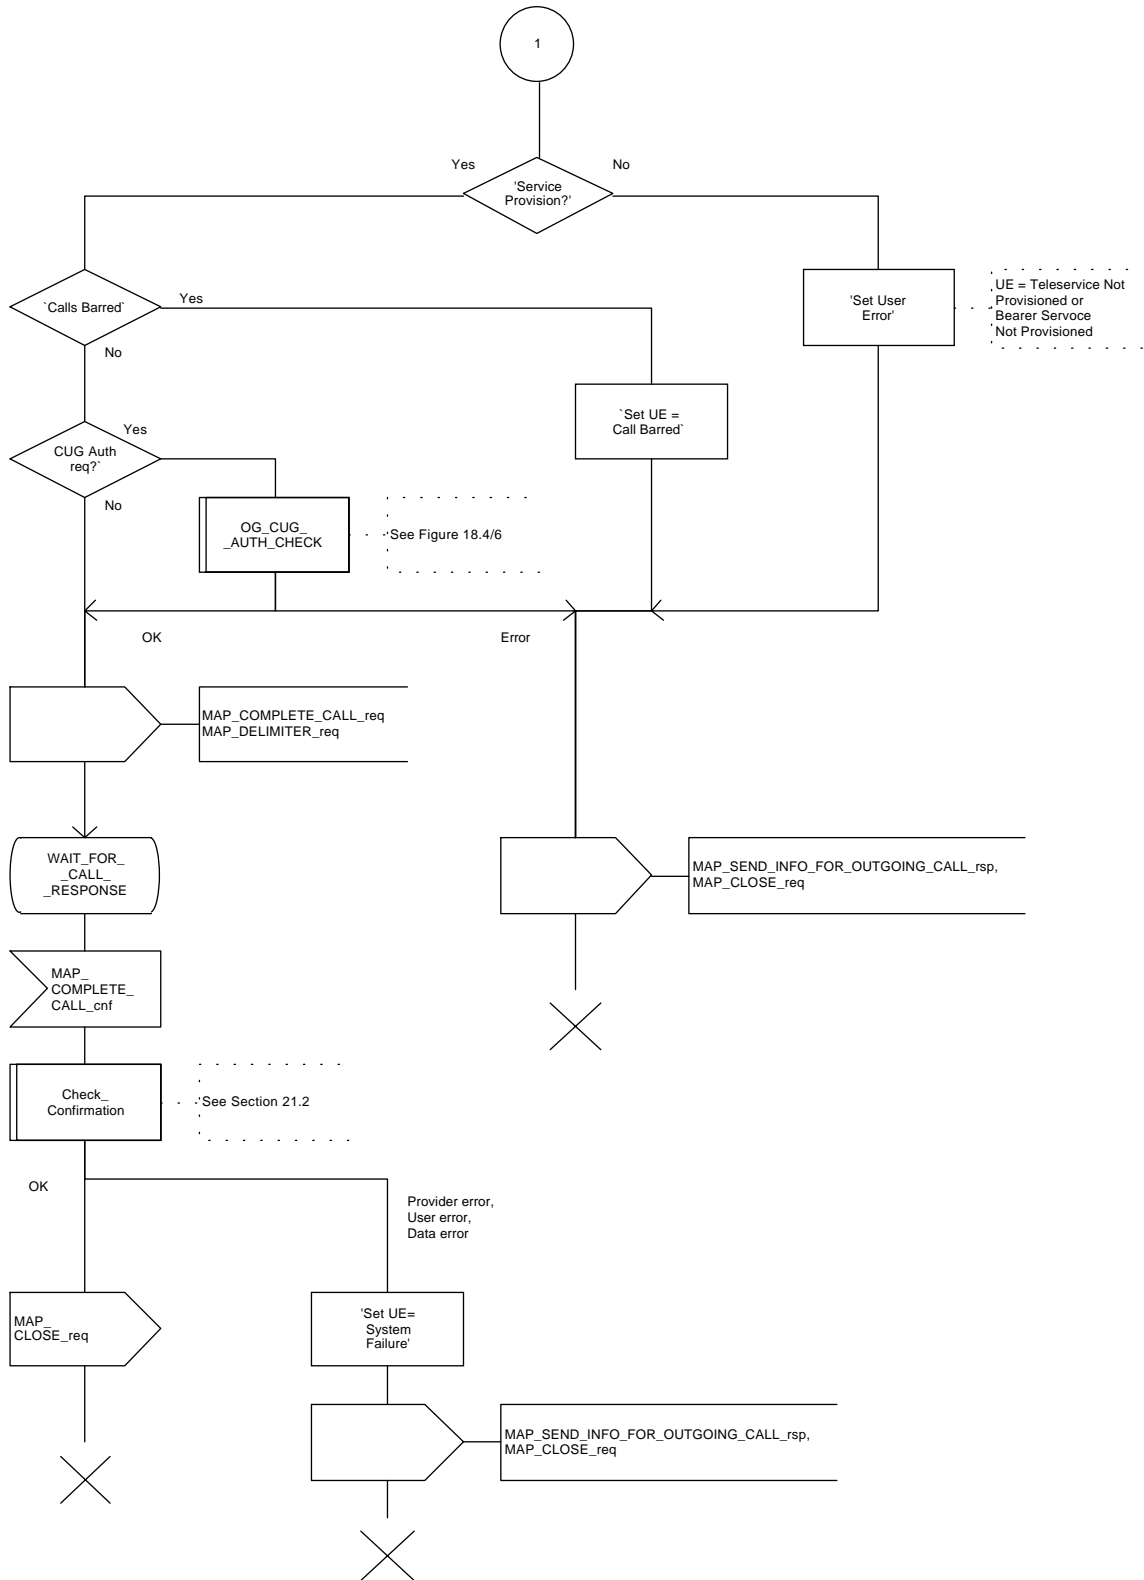 1
Yes
No
'Service
Provision?'
`Calls Barred`
Yes
No
'Set User
Error'
UE = Teleservice Not
Provisioned or
Bearer Servoce
Not Provisioned
`Set UE =
Call Barred`
CUG Auth
req?`
Yes
No
OG_CUG_
_AUTH_CHECK
See Figure 18.4/6
OK
Error
MAP_COMPLETE_CALL_req
MAP_DELIMITER_req
WAIT_FOR_
_CALL_
_RESPONSE
MAP_SEND_INFO_FOR_OUTGOING_CALL_rsp,
MAP_CLOSE_req
MAP_
COMPLETE_
CALL_cnf
Check_
Confirmation
See Section 21.2
OK
Provider error,
User error,
Data error
MAP_
CLOSE_req
'Set UE=
System
Failure'
MAP_SEND_INFO_FOR_OUTGOING_CALL_rsp,
MAP_CLOSE_req